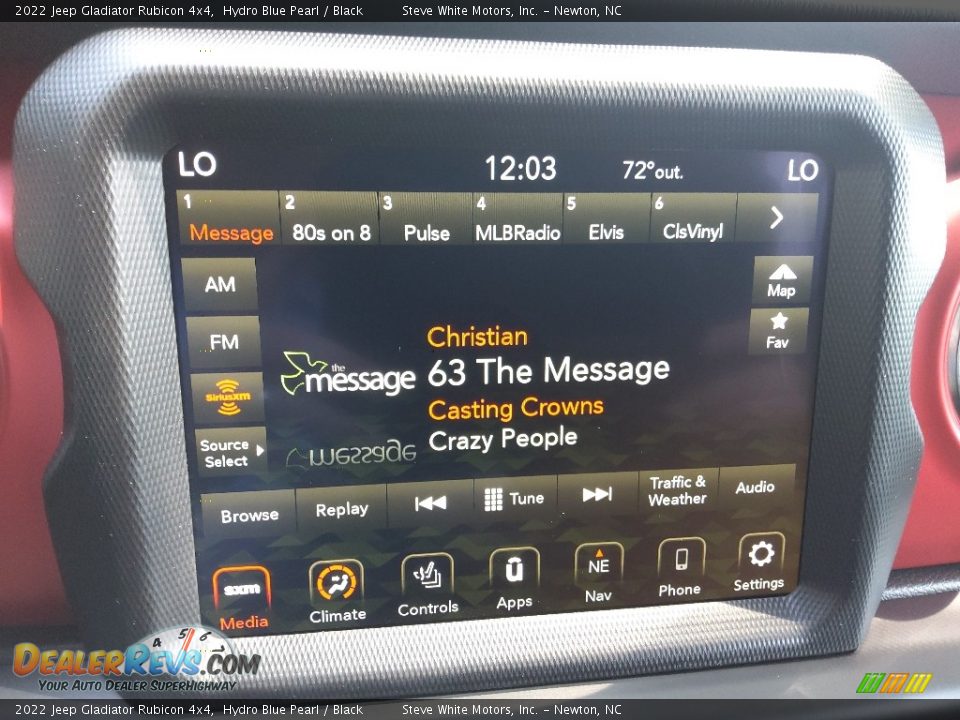 2022 Jeep Gladiator Rubicon 4x4, Hydro Blue Pearl / Black Steve White Motors, Inc. - Newton, NC
LO 12:03 72° out. LO
1 2 3 4 5 6
Message 80s on 8 Pulse MLBRadio Elvis ClsVinyl
AM
Map
FM
Fav
Christian
the message
63 The Message
SiriusXM
Casting Crowns
Crazy People
Source Select
message
Browse Replay Tune Traffic & Weather Audio
NE
sxm
Media Climate Controls Apps Nav Phone Settings
4 5 6
DealerRevs.com
Your Auto Dealer SuperHighway
2022 Jeep Gladiator Rubicon 4x4, Hydro Blue Pearl / Black Steve White Motors, Inc. - Newton, NC